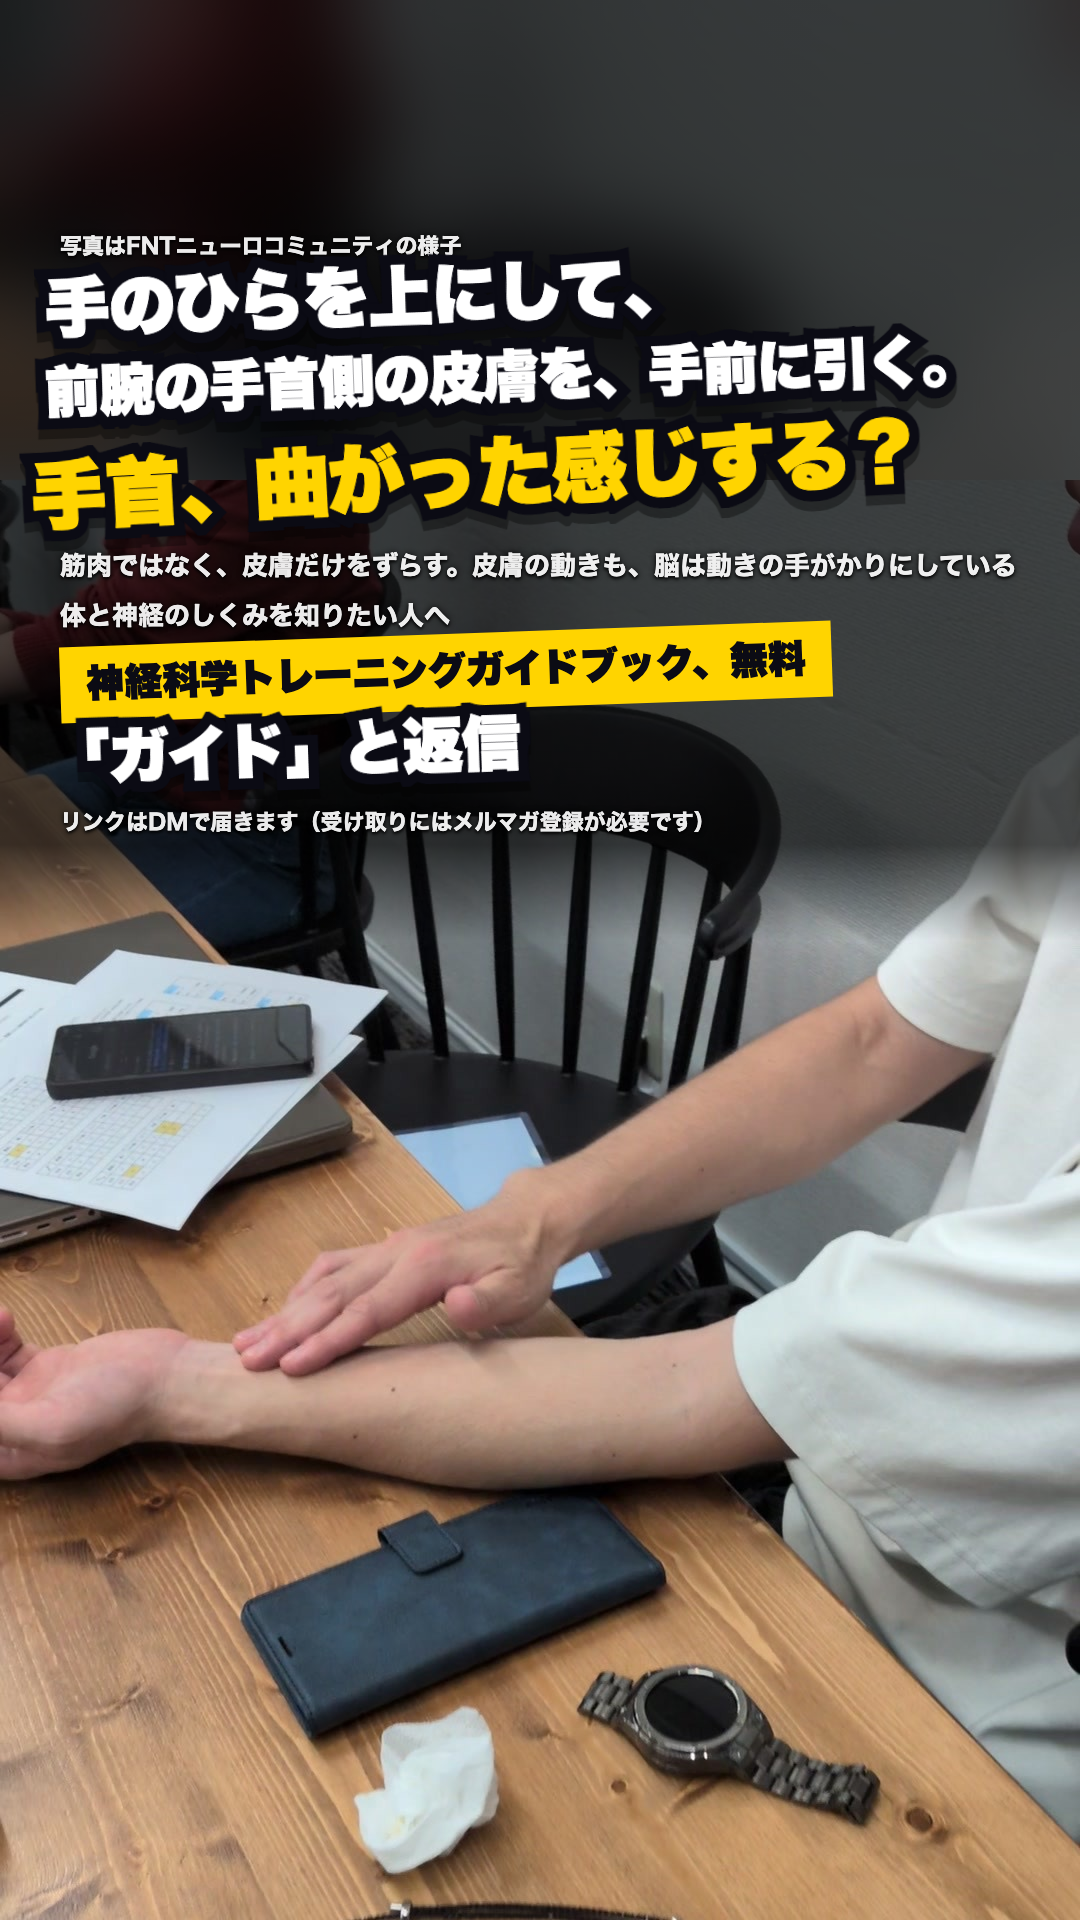 写真はFNTニューロコミュニティの様子
手のひらを上にして、
前腕の手首側の皮膚を、手前に引く。
手首、曲がった感じする？
筋肉ではなく、皮膚だけをずらす。皮膚の動きも、脳は動きの手がかりにしている
体と神経のしくみを知りたい人へ
神経科学トレーニングガイドブック、無料
「ガイド」と返信
リンクはDMで届きます（受け取りにはメルマガ登録が必要です）